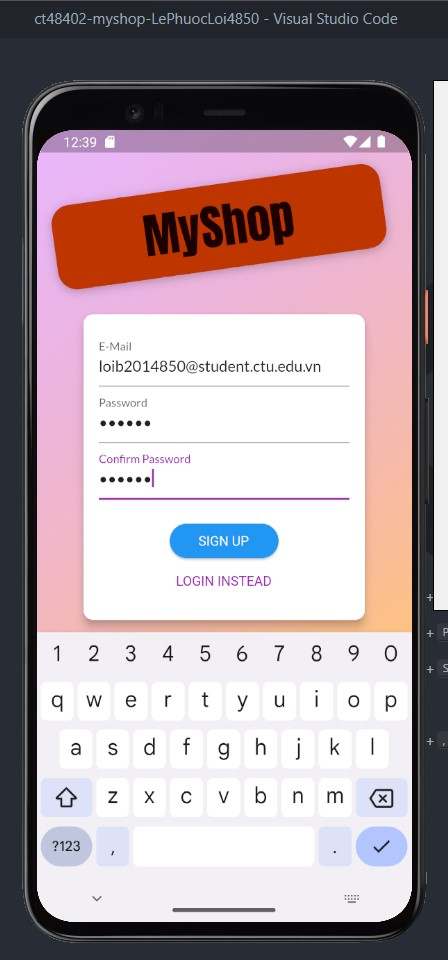 ct48402-myshop-LePhuocLoi4850 - Visual Studio Code
12:39
MyShop
E-Mail
loib2014850@student.ctu.edu.vn
Password
••••••
Confirm Password
••••••
SIGN UP
LOGIN INSTEAD
1 2 3 4 5 6 7 8 9 0
q w e r t y u i o p
a s d f g h j k l
z x c v b n m
?123 , .
+
+ P
+ S
+ ,